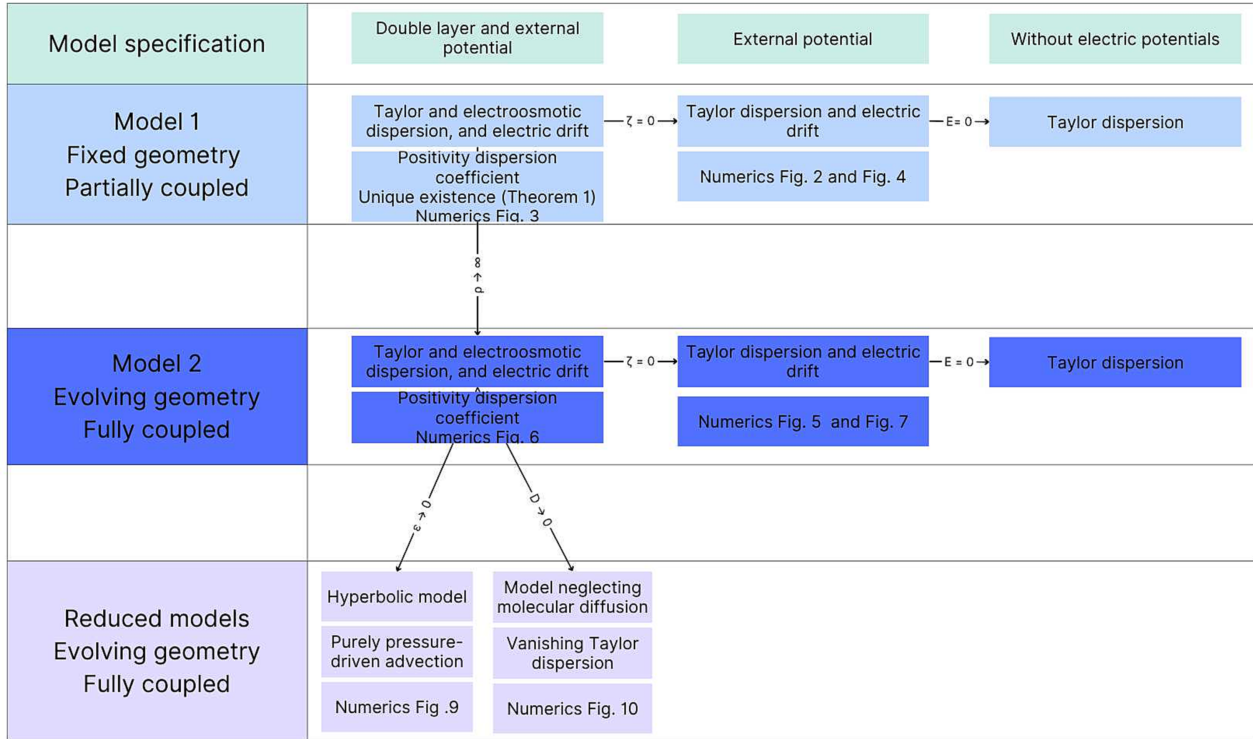 Model specification
Double layer and external
potential
External potential
Without electric potentials
Model 1
Fixed geometry
Partially coupled
Taylor and electroosmotic
dispersion, and electric drift
ζ = 0
Taylor dispersion and electric
drift
E= 0
Taylor dispersion
Positivity dispersion
coefficient
Unique existence (Theorem 1)
Numerics Fig. 3
Numerics Fig. 2 and Fig. 4
ρ → ∞
Model 2
Evolving geometry
Fully coupled
Taylor and electroosmotic
dispersion, and electric drift
ζ = 0
Taylor dispersion and electric
drift
E = 0
Taylor dispersion
Positivity dispersion
coefficient
Numerics Fig. 6
Numerics Fig. 5 and Fig. 7
ε → 0
D → 0
Reduced models
Evolving geometry
Fully coupled
Hyperbolic model
Purely pressure-
driven advection
Numerics Fig .9
Model neglecting
molecular diffusion
Vanishing Taylor
dispersion
Numerics Fig. 10